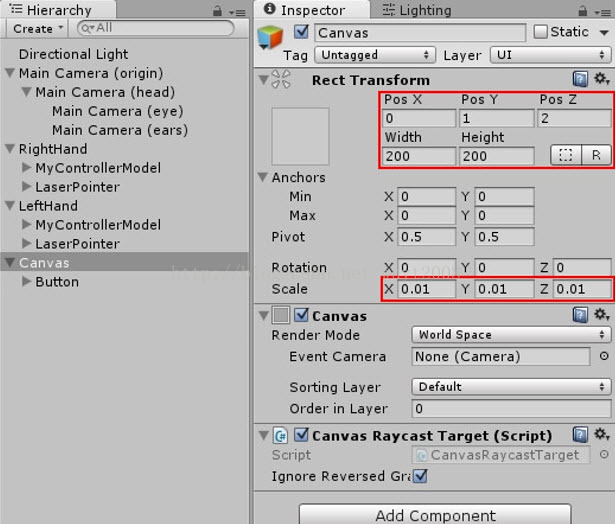 Hierarchy
Create
All
Directional Light
Main Camera (origin)
Main Camera (head)
Main Camera (eye)
Main Camera (ears)
RightHand
MyControllerModel
LaserPointer
LeftHand
MyControllerModel
LaserPointer
Canvas
Button
Inspector Lighting
Canvas Static
Tag Untagged Layer UI
Rect Transform
Pos X Pos Y Pos Z
0 1 2
Width Height
200 200 R
Anchors
Min X 0 Y 0
Max X 0 Y 0
Pivot X 0.5 Y 0.5
Rotation X 0 Y 0 Z 0
Scale X 0.01 Y 0.01 Z 0.01
Canvas
Render Mode World Space
Event Camera None (Camera)
Sorting Layer Default
Order in Layer 0
Canvas Raycast Target (Script)
Script CanvasRaycastTarget
Ignore Reversed Gra
Add Component